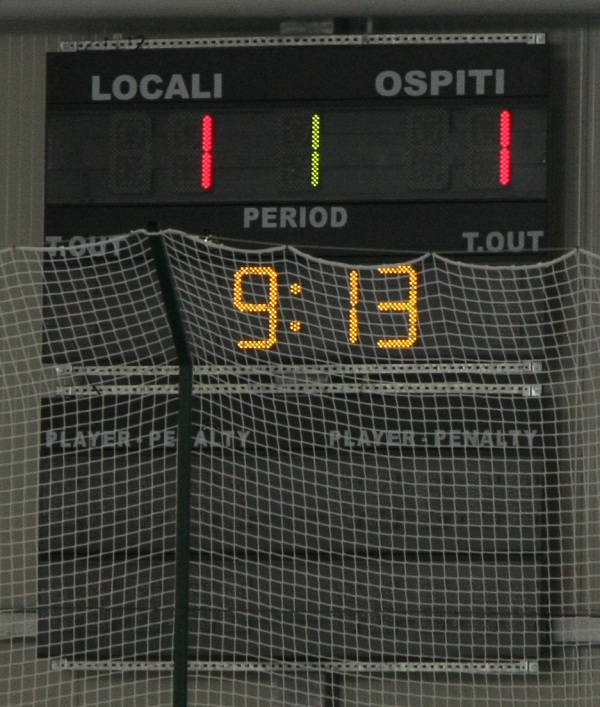 LOCALI OSPITI
1 1 1
PERIOD
T.OUT T.OUT
9:13
PLAYER - PENALTY PLAYER - PENALTY